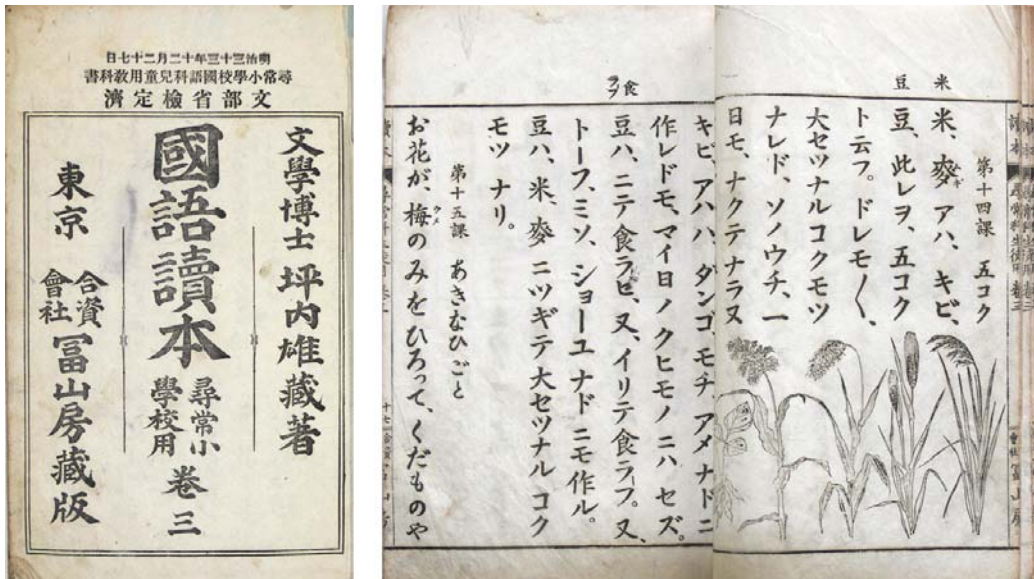 明治三十三年十二月二十七日
尋常小學校國語科兒童用教科書
文部省檢定濟
文學博士 坪内雄藏著
國語讀本 尋常小學校用 卷三
東京 合資會社 冨山房藏版
米 豆
第十四課 五コク
米、麥、アハ、キビ、
豆、此レヲ、五コク
ト云フ。ドレモ〳〵、
大セツナルコクモツ
ナレド、ソノウチ、一
日モ、ナクテナラヌ
食ラフ
キビ、アハハ、ダンゴ、モチ、アメナドニ
作レドモ、マイ日ノクヒモノニハ セズ。
豆ハ、ニテ食ラヒ、又、イリテ食ラフ。又、
トーフ、ミソ、ショーユ ナド ニモ作ル。
豆ハ、米、麥 ニツギテ大セツナル コク
モツ ナリ。
第十五課 あきなひごと
お花が、梅のみをひろって、くだものや